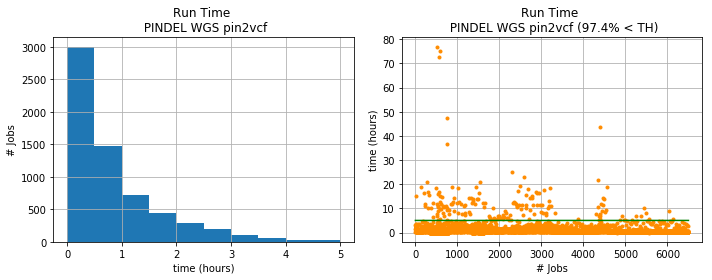 Run Time
PINDEL WGS pin2vcf
# Jobs
3000
2500
2000
1500
1000
500
0
0 1 2 3 4 5
time (hours)
Run Time
PINDEL WGS pin2vcf (97.4% < TH)
time (hours)
80
70
60
50
40
30
20
10
0
0 1000 2000 3000 4000 5000 6000
# Jobs